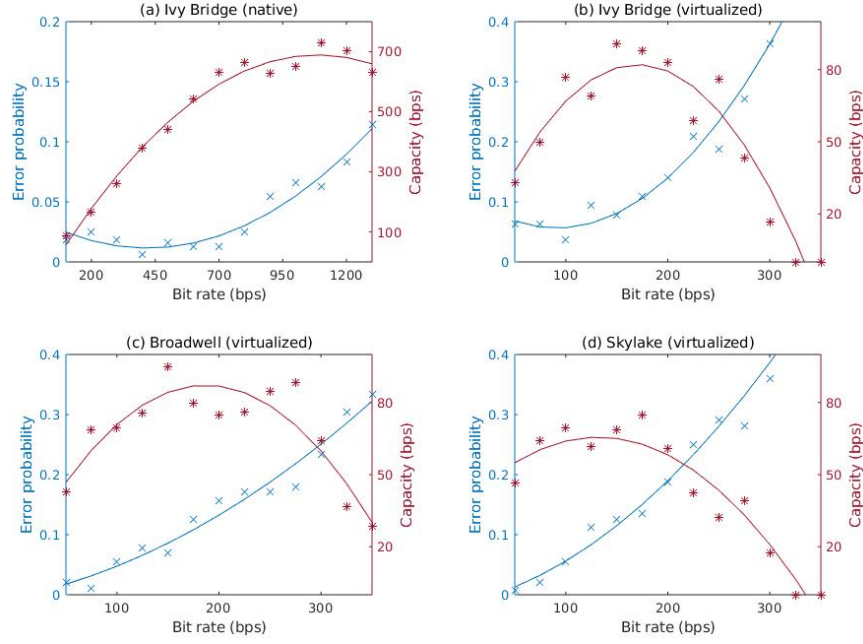 (a) Ivy Bridge (native)
0.2
0.15
0.1
0.05
0
Error probability
700
500
300
100
Capacity (bps)
200 450 700 950 1200
Bit rate (bps)
(b) Ivy Bridge (virtualized)
0.4
0.3
0.2
0.1
0
Error probability
80
50
20
Capacity (bps)
100 200 300
Bit rate (bps)
(c) Broadwell (virtualized)
0.4
0.3
0.2
0.1
0
Error probability
80
50
20
Capacity (bps)
100 200 300
Bit rate (bps)
(d) Skylake (virtualized)
0.4
0.3
0.2
0.1
0
Error probability
80
50
20
Capacity (bps)
100 200 300
Bit rate (bps)